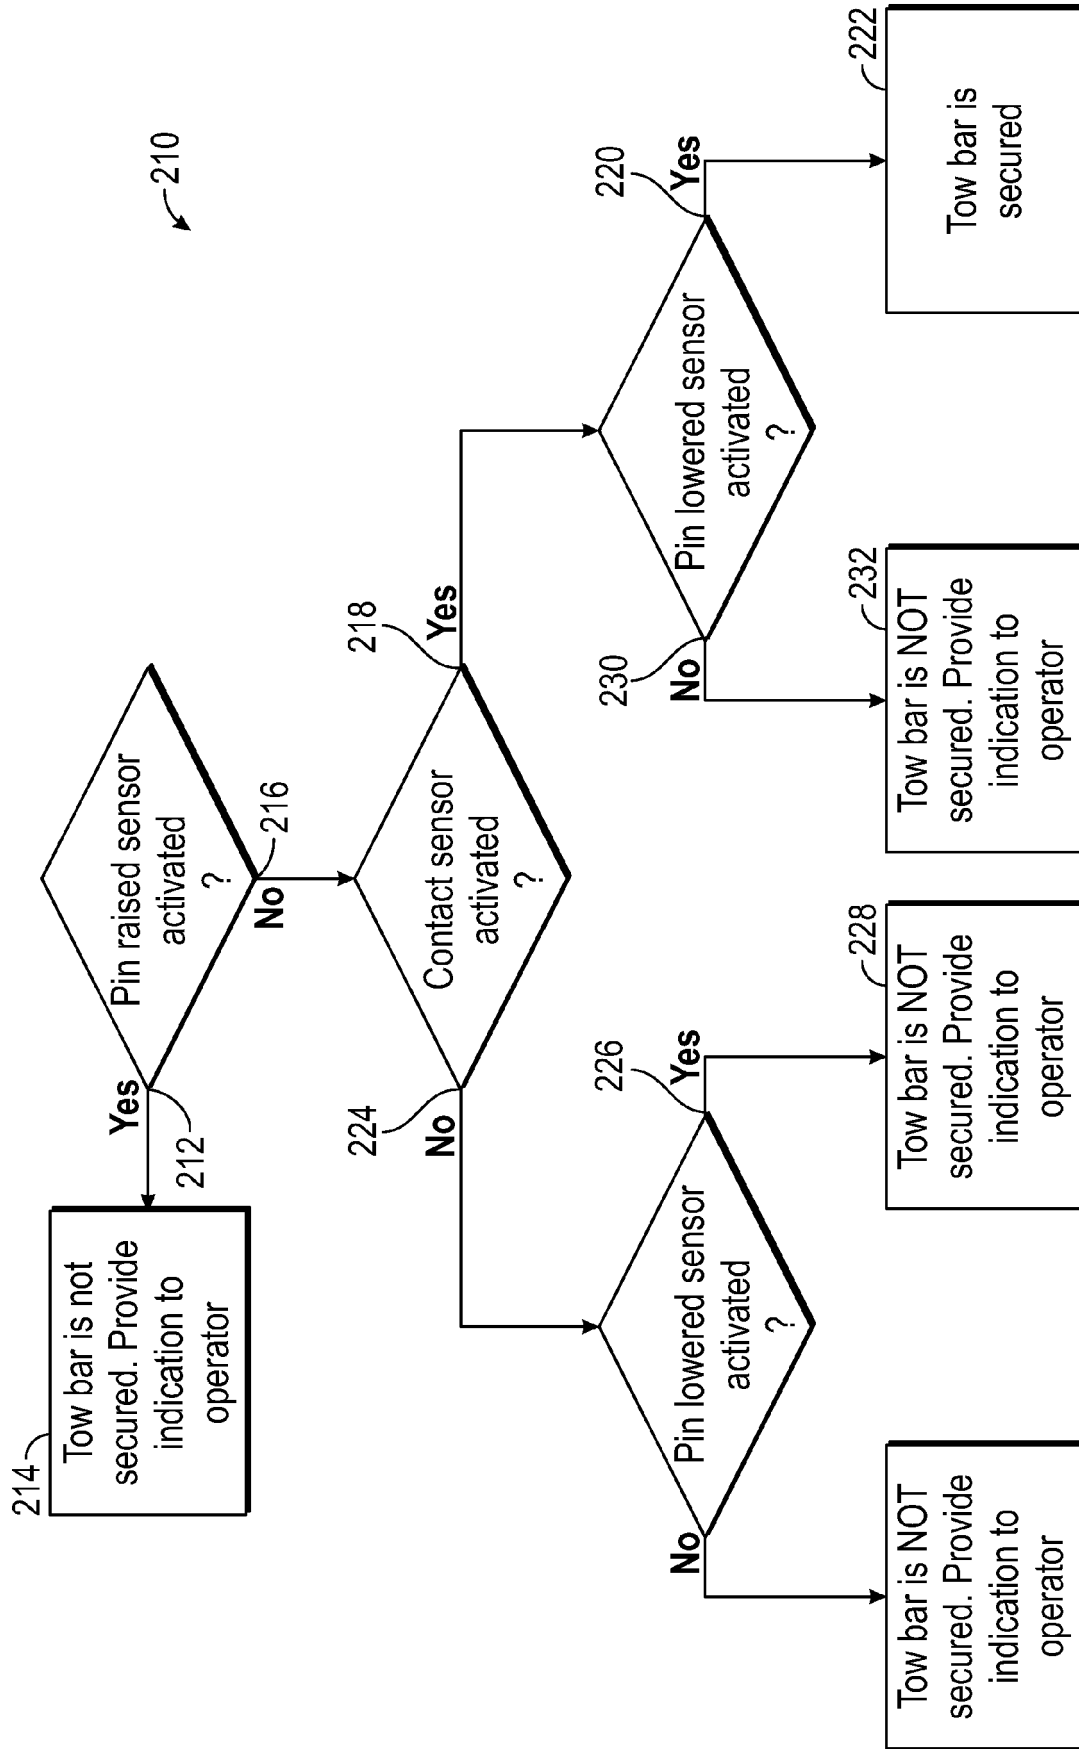 210
214
Tow bar is not
secured. Provide
indication to
operator
Yes
212
Pin raised sensor
activated
?
No
216
224
No
Contact sensor
activated
?
218
Yes
No
Pin lowered sensor
activated
?
226
Yes
230
No
Pin lowered sensor
activated
?
220
Yes
Tow bar is NOT
secured. Provide
indication to
operator
228
Tow bar is NOT
secured. Provide
indication to
operator
232
Tow bar is NOT
secured. Provide
indication to
operator
222
Tow bar is
secured